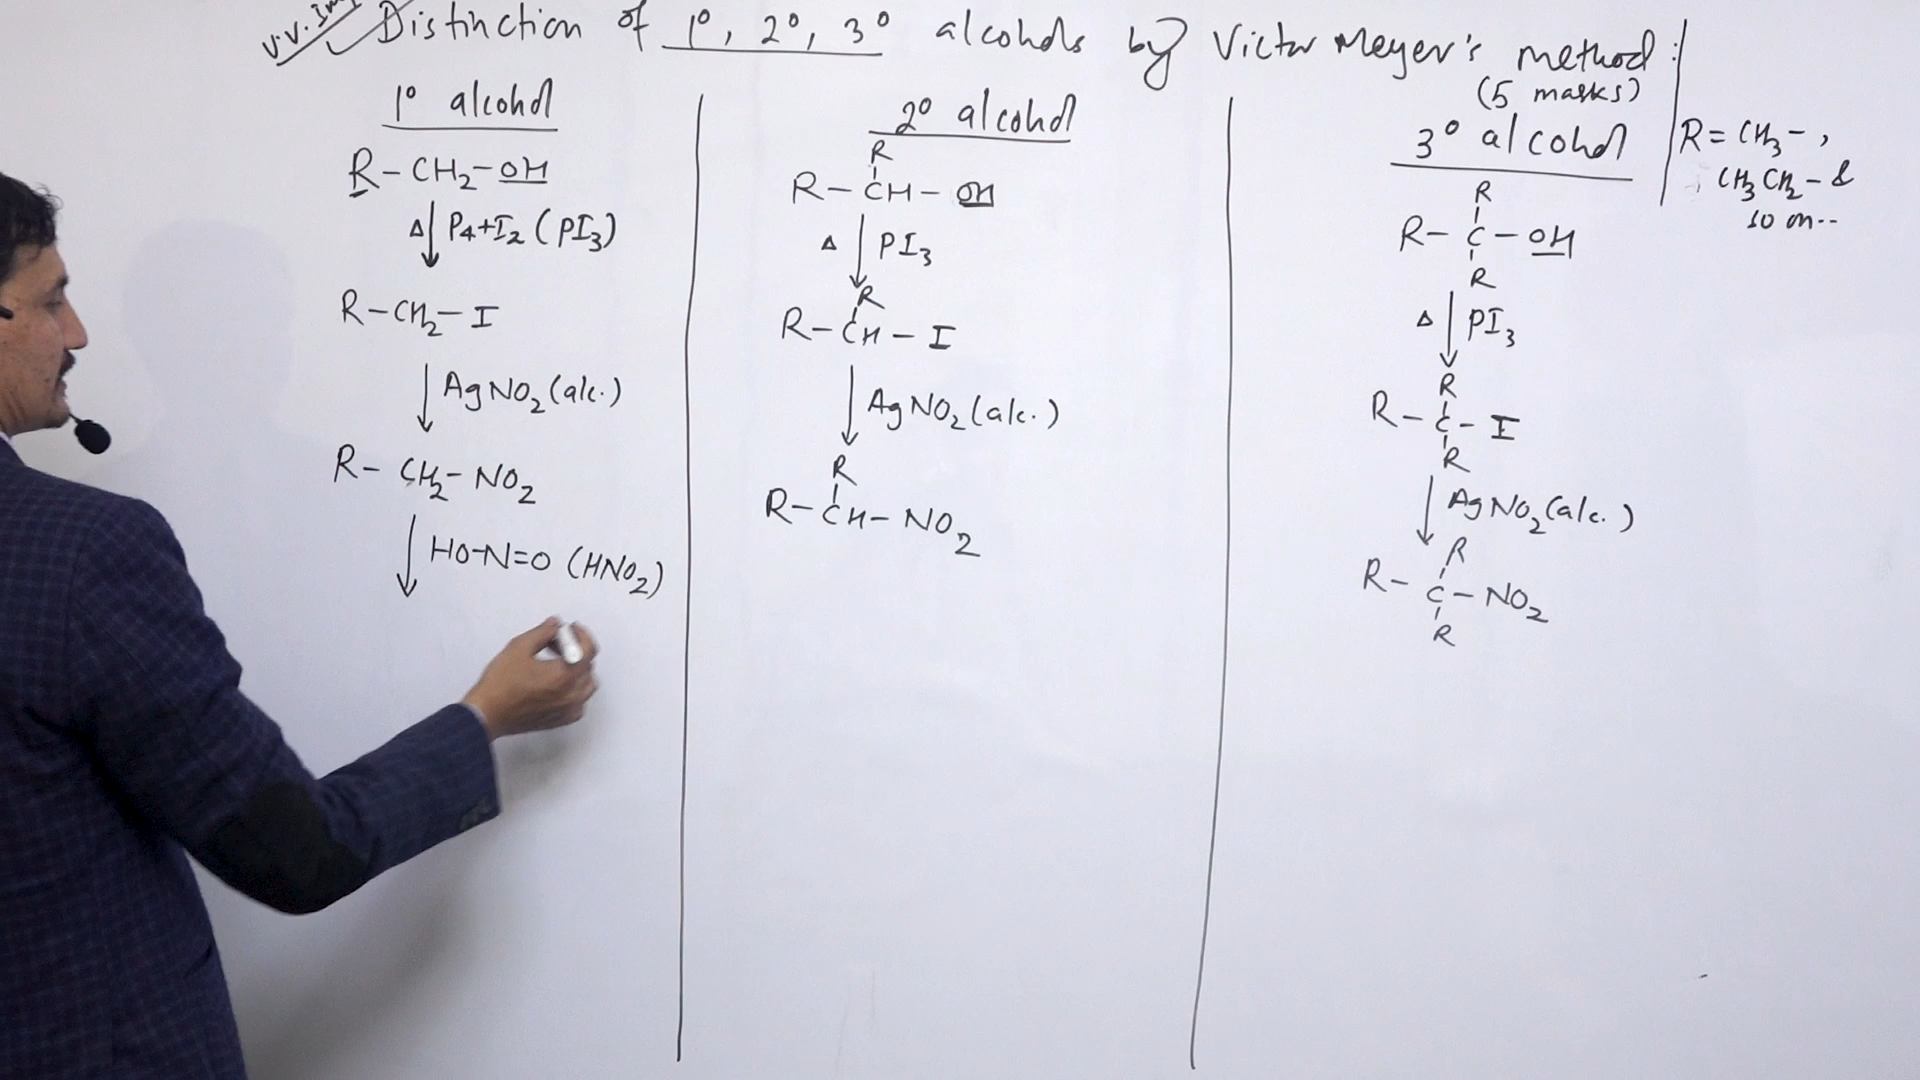 V.V. Imp Distinction of 1°, 2°, 3° alcohols by Victor Meyer's method:
(5 marks)
1° alcohol
R-CH2-OH
Δ↓ P4+I2 (PI3)
R-CH2-I
↓ AgNO2 (alc.)
R-CH2-NO2
↓ HO-N=O (HNO2)
2° alcohol
R
R-CH-OH
Δ↓ PI3
R
R-CH-I
↓ AgNO2 (alc.)
R
R-CH-NO2
3° alcohol
R
R-C-OH
R
Δ↓ PI3
R
R-C-I
R
↓ AgNO2 (alc.)
R
R-C-NO2
R
R = CH3-,
CH3CH2- &
so on..